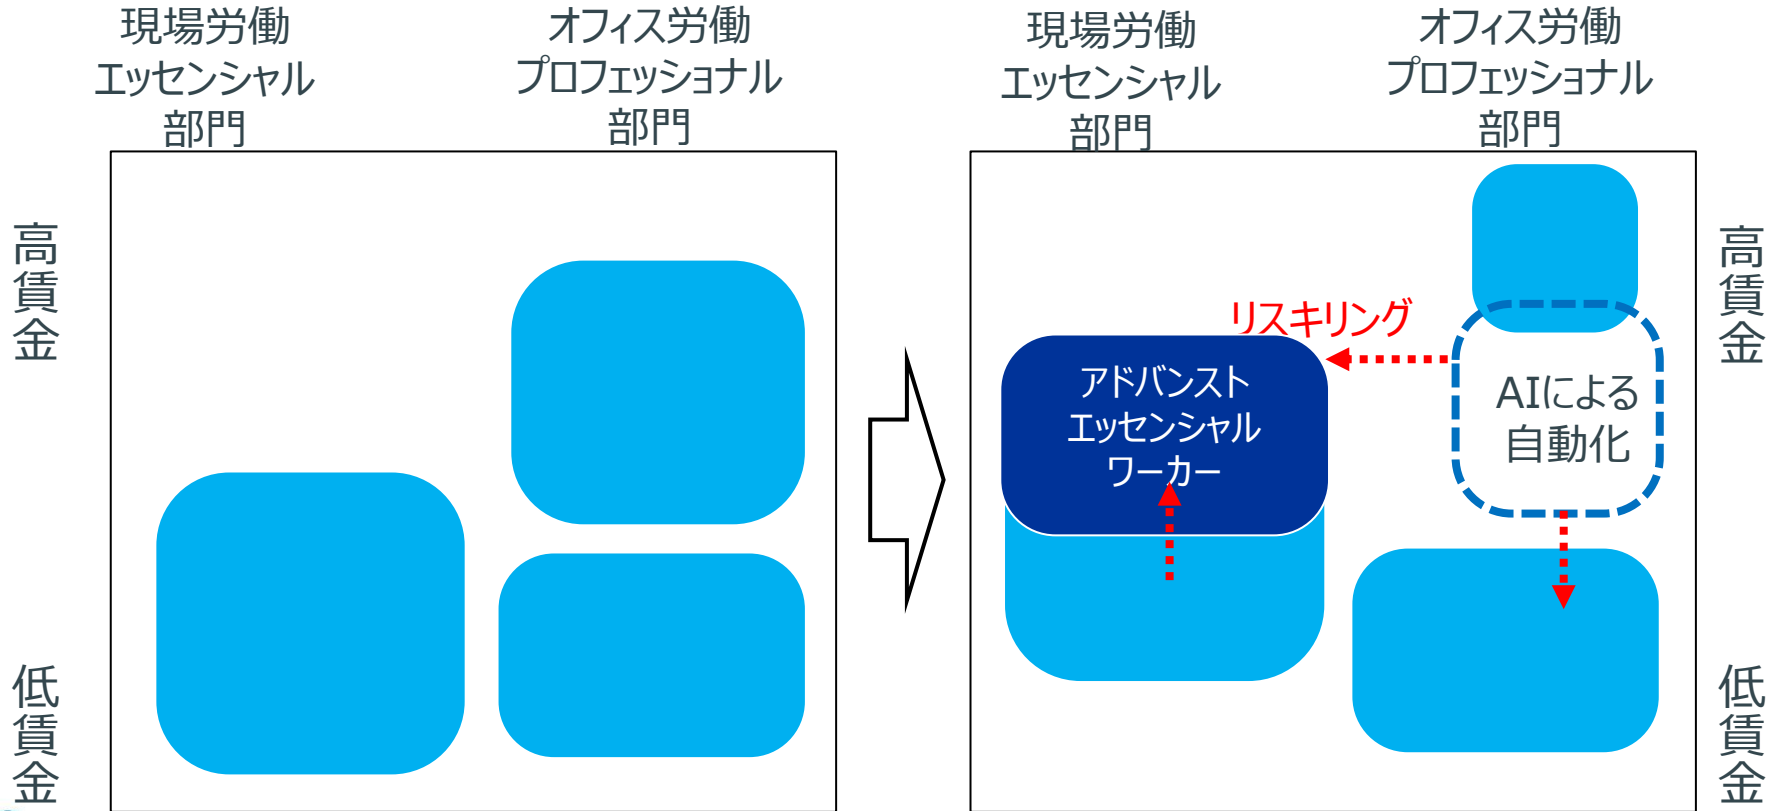 現場労働
エッセンシャル
部門
オフィス労働
プロフェッショナル
部門
現場労働
エッセンシャル
部門
オフィス労働
プロフェッショナル
部門
高賃金
低賃金
リスキリング
アドバンスト
エッセンシャル
ワーカー
AIによる
自動化
高賃金
低賃金